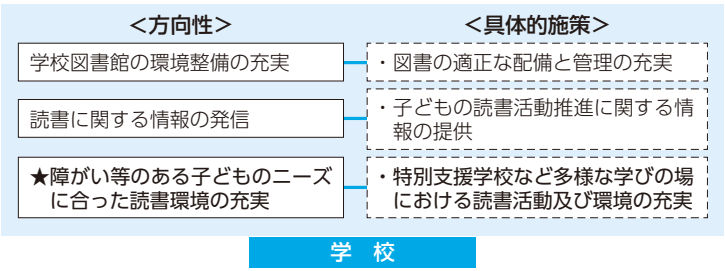 ＜方向性＞
＜具体的施策＞
学校図書館の環境整備の充実
・図書の適正な配備と管理の充実
読書に関する情報の発信
・子どもの読書活動推進に関する情
報の提供
★障がい等のある子どものニーズ
に合った読書環境の充実
・特別支援学校など多様な学びの場
における読書活動及び環境の充実
学 校